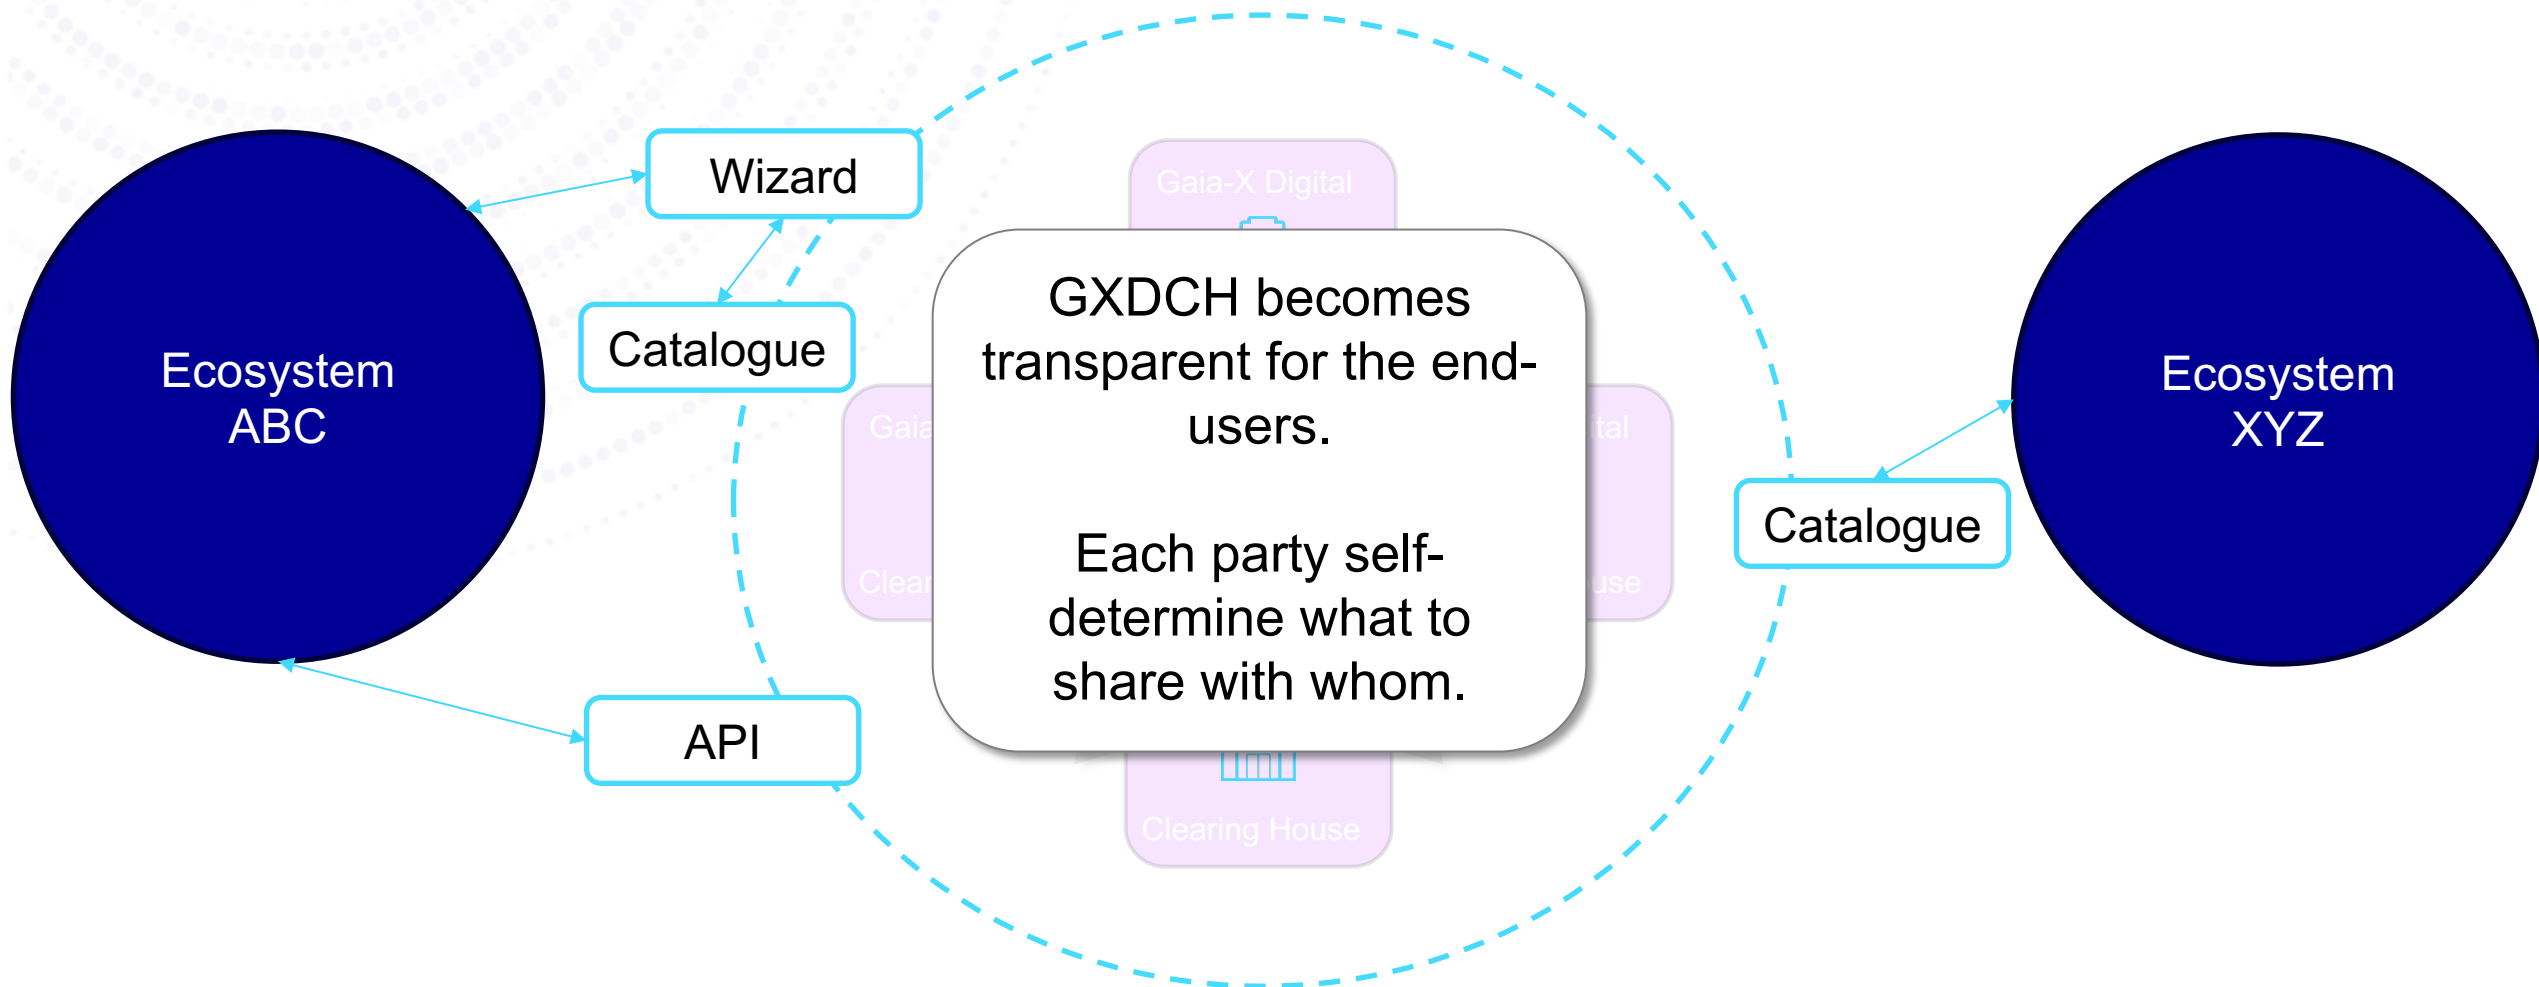 Wizard
Gaia-X Digital
GXDCH becomes
transparent for the end-
users.
Each party self-
determine what to
share with whom.
Catalogue
Ecosystem
ABC
Ecosystem
XYZ
Catalogue
API
Clearing House